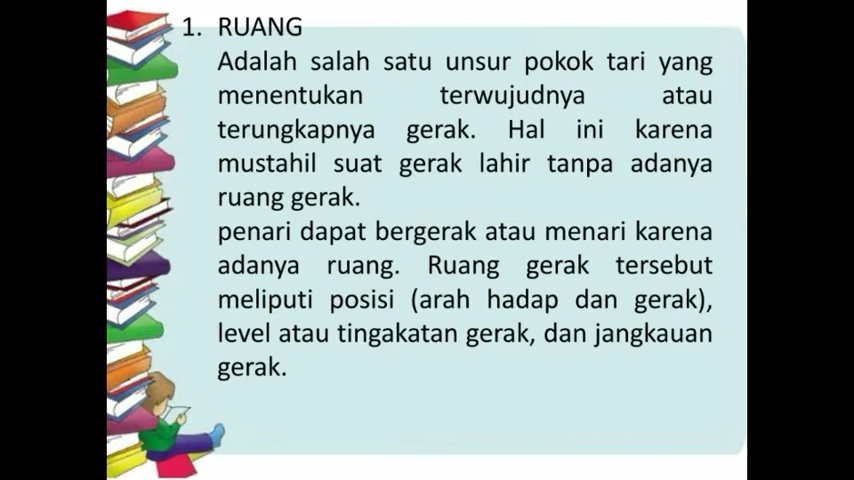 1. RUANG
Adalah salah satu unsur pokok tari yang
menentukan terwujudnya atau
terungkapnya gerak. Hal ini karena
mustahil suat gerak lahir tanpa adanya
ruang gerak.
penari dapat bergerak atau menari karena
adanya ruang. Ruang gerak tersebut
meliputi posisi (arah hadap dan gerak),
level atau tingakatan gerak, dan jangkauan
gerak.